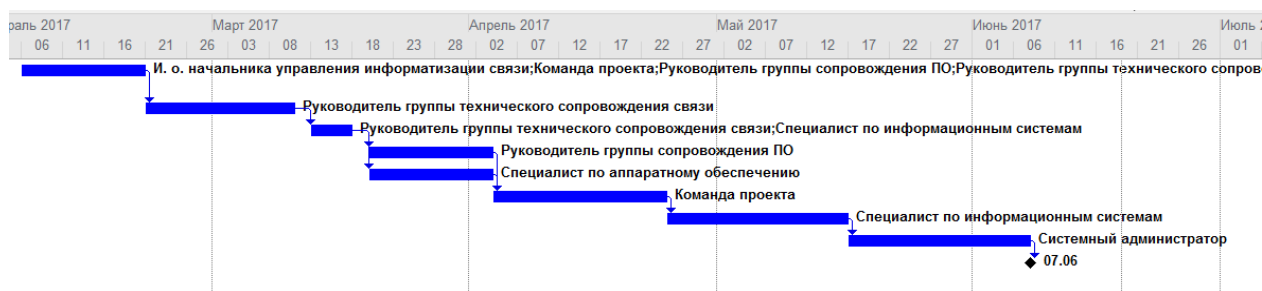 раль 2017 Март 2017 Апрель 2017 Май 2017 Июнь 2017 Июль 2
06 11 16 21 26 03 08 13 18 23 28 02 07 12 17 22 27 02 07 12 17 22 27 01 06 11 16 21 26 01
И. о. начальника управления информатизации связи;Команда проекта;Руководитель группы сопровождения ПО;Руководитель группы технического сопров
Руководитель группы технического сопровождения связи
Руководитель группы технического сопровождения связи;Специалист по информационным системам
Руководитель группы сопровождения ПО
Специалист по аппаратному обеспечению
Команда проекта
Специалист по информационным системам
Системный администратор
07.06